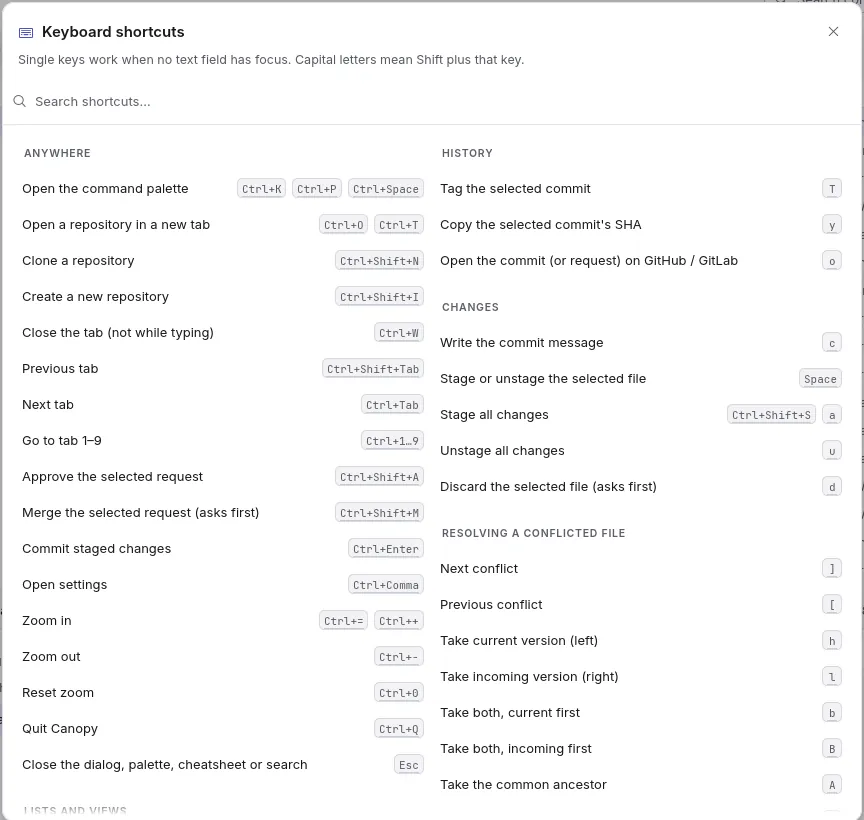 Keyboard shortcuts
Single keys work when no text field has focus. Capital letters mean Shift plus that key.
Search shortcuts...
ANYWHERE
Open the command palette Ctrl+K Ctrl+P Ctrl+Space
Open a repository in a new tab Ctrl+O Ctrl+T
Clone a repository Ctrl+Shift+N
Create a new repository Ctrl+Shift+I
Close the tab (not while typing) Ctrl+W
Previous tab Ctrl+Shift+Tab
Next tab Ctrl+Tab
Go to tab 1–9 Ctrl+1…9
Approve the selected request Ctrl+Shift+A
Merge the selected request (asks first) Ctrl+Shift+M
Commit staged changes Ctrl+Enter
Open settings Ctrl+Comma
Zoom in Ctrl+= Ctrl++
Zoom out Ctrl+-
Reset zoom Ctrl+0
Quit Canopy Ctrl+Q
Close the dialog, palette, cheatsheet or search Esc
LISTS AND VIEWS
HISTORY
Tag the selected commit T
Copy the selected commit's SHA y
Open the commit (or request) on GitHub / GitLab o
CHANGES
Write the commit message c
Stage or unstage the selected file Space
Stage all changes Ctrl+Shift+S a
Unstage all changes u
Discard the selected file (asks first) d
RESOLVING A CONFLICTED FILE
Next conflict ]
Previous conflict [
Take current version (left) h
Take incoming version (right) l
Take both, current first b
Take both, incoming first B
Take the common ancestor A